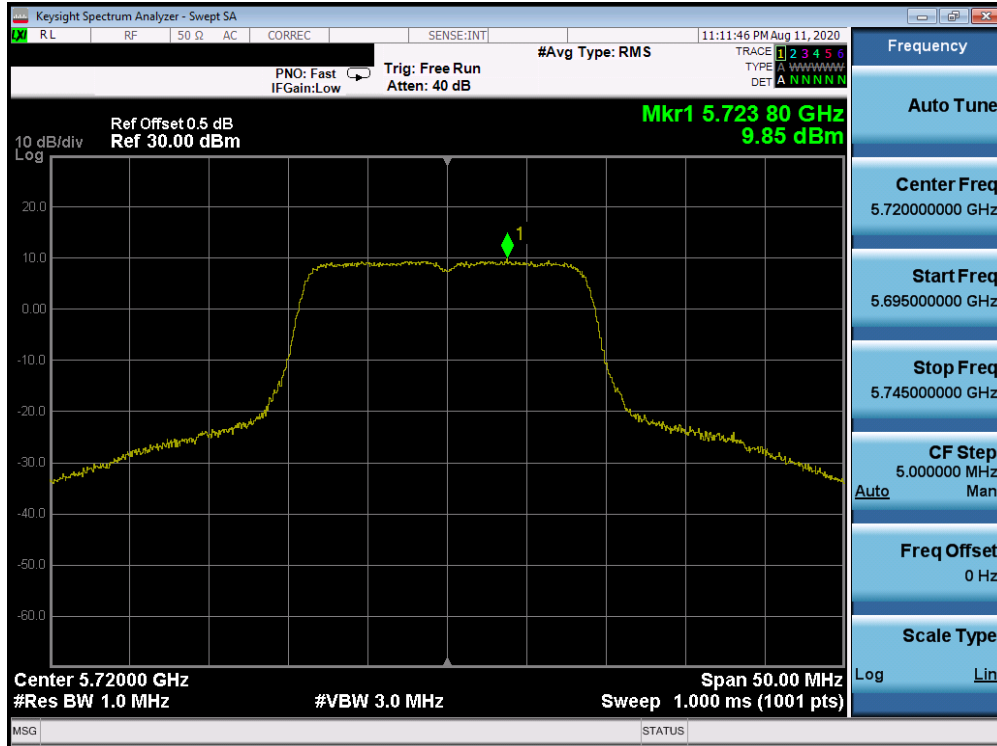 Keysight Spectrum Analyzer - Swept SA
LXI RL RF 50 Ω AC CORREC SENSE:INT 11:11:46 PM Aug 11, 2020
#Avg Type: RMS TRACE 1 2 3 4 5 6
PNO: Fast Trig: Free Run TYPE A WWWWW
IFGain:Low Atten: 40 dB DET A N N N N N
Mkr1 5.723 80 GHz
Ref Offset 0.5 dB
10 dB/div Ref 30.00 dBm 9.85 dBm
Log
1
20.0
10.0
0.00
-10.0
-20.0
-30.0
-40.0
-50.0
-60.0
Center 5.72000 GHz Span 50.00 MHz
#Res BW 1.0 MHz #VBW 3.0 MHz Sweep 1.000 ms (1001 pts)
MSG STATUS
Frequency
Auto Tune
Center Freq
5.720000000 GHz
Start Freq
5.695000000 GHz
Stop Freq
5.745000000 GHz
CF Step
5.000000 MHz
Auto Man
Freq Offset
0 Hz
Scale Type
Log Lin